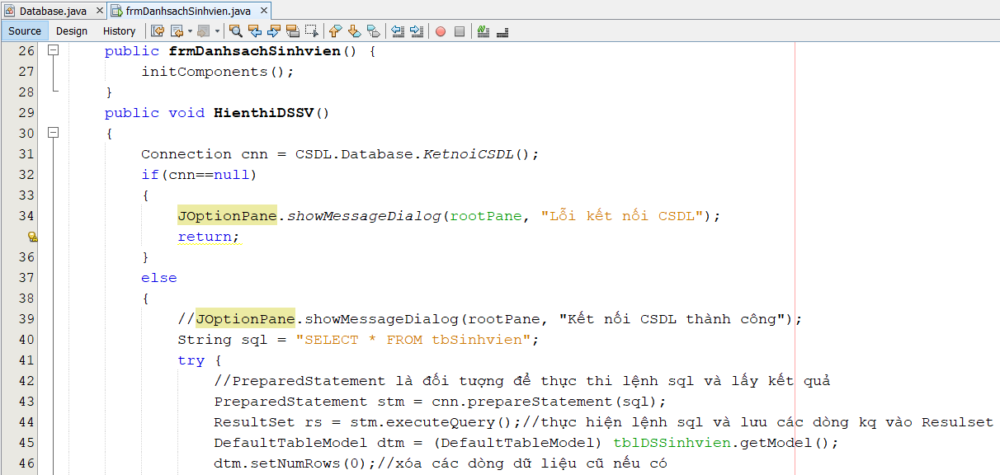 Database.java frmDanhsachSinhvien.java
Source Design History
26 public frmDanhsachSinhvien() {
27 initComponents();
28 }
29 public void HienthiDSSV()
30 {
31 Connection cnn = CSDL.Database.KetnoiCSDL();
32 if(cnn==null)
33 {
34 JOptionPane.showMessageDialog(rootPane, "Lỗi kết nối CSDL");
return;
36 }
37 else
38 {
39 //JOptionPane.showMessageDialog(rootPane, "Kết nối CSDL thành công");
40 String sql = "SELECT * FROM tbSinhvien";
41 try {
42 //PreparedStatement là đối tượng để thực thi lệnh sql và lấy kết quả
43 PreparedStatement stm = cnn.prepareStatement(sql);
44 ResultSet rs = stm.executeQuery();//thực hiện lệnh sql và lưu các dòng kq vào Resulset
45 DefaultTableModel dtm = (DefaultTableModel) tblDSSinhvien.getModel();
46 dtm.setNumRows(0);//xóa các dòng dữ liệu cũ nếu có